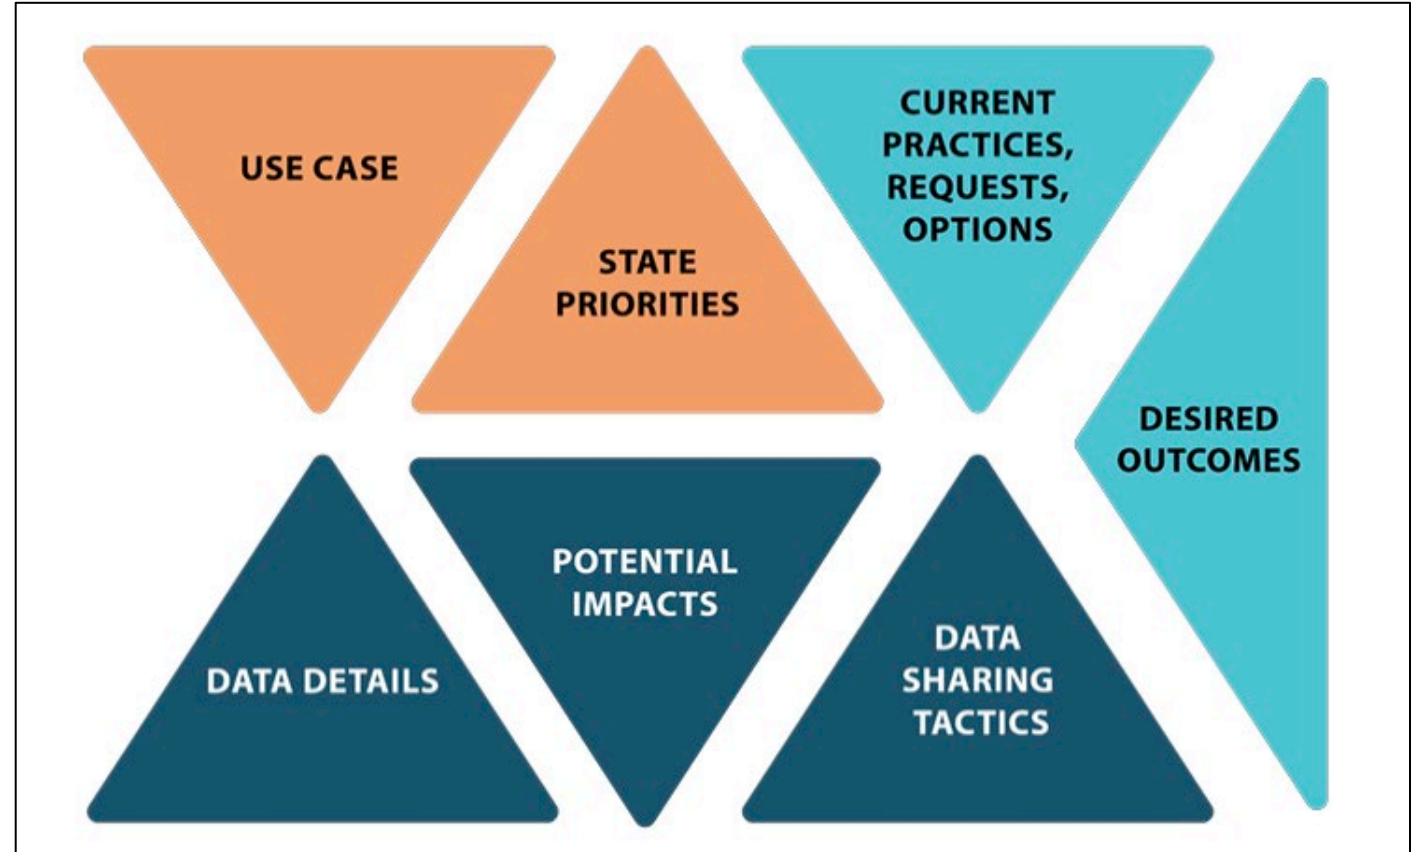 USE CASE
STATE
PRIORITIES
CURRENT
PRACTICES,
REQUESTS,
OPTIONS
DESIRED
OUTCOMES
DATA DETAILS
POTENTIAL
IMPACTS
DATA
SHARING
TACTICS